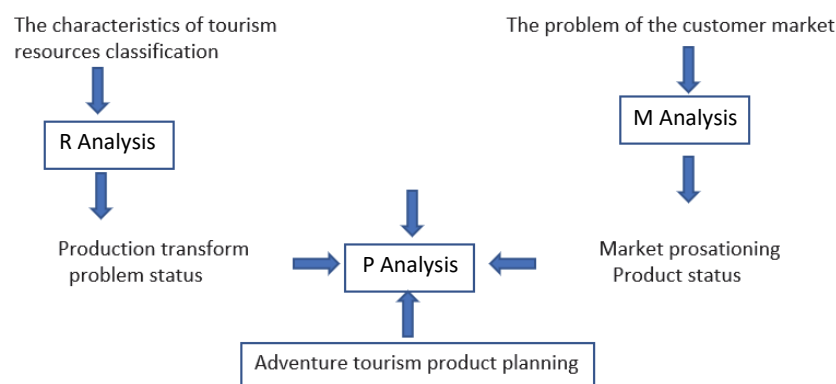 The characteristics of tourism
resources classification
The problem of the customer market
R Analysis
M Analysis
Production transform
problem status
P Analysis
Market prosationing
Product status
Adventure tourism product planning